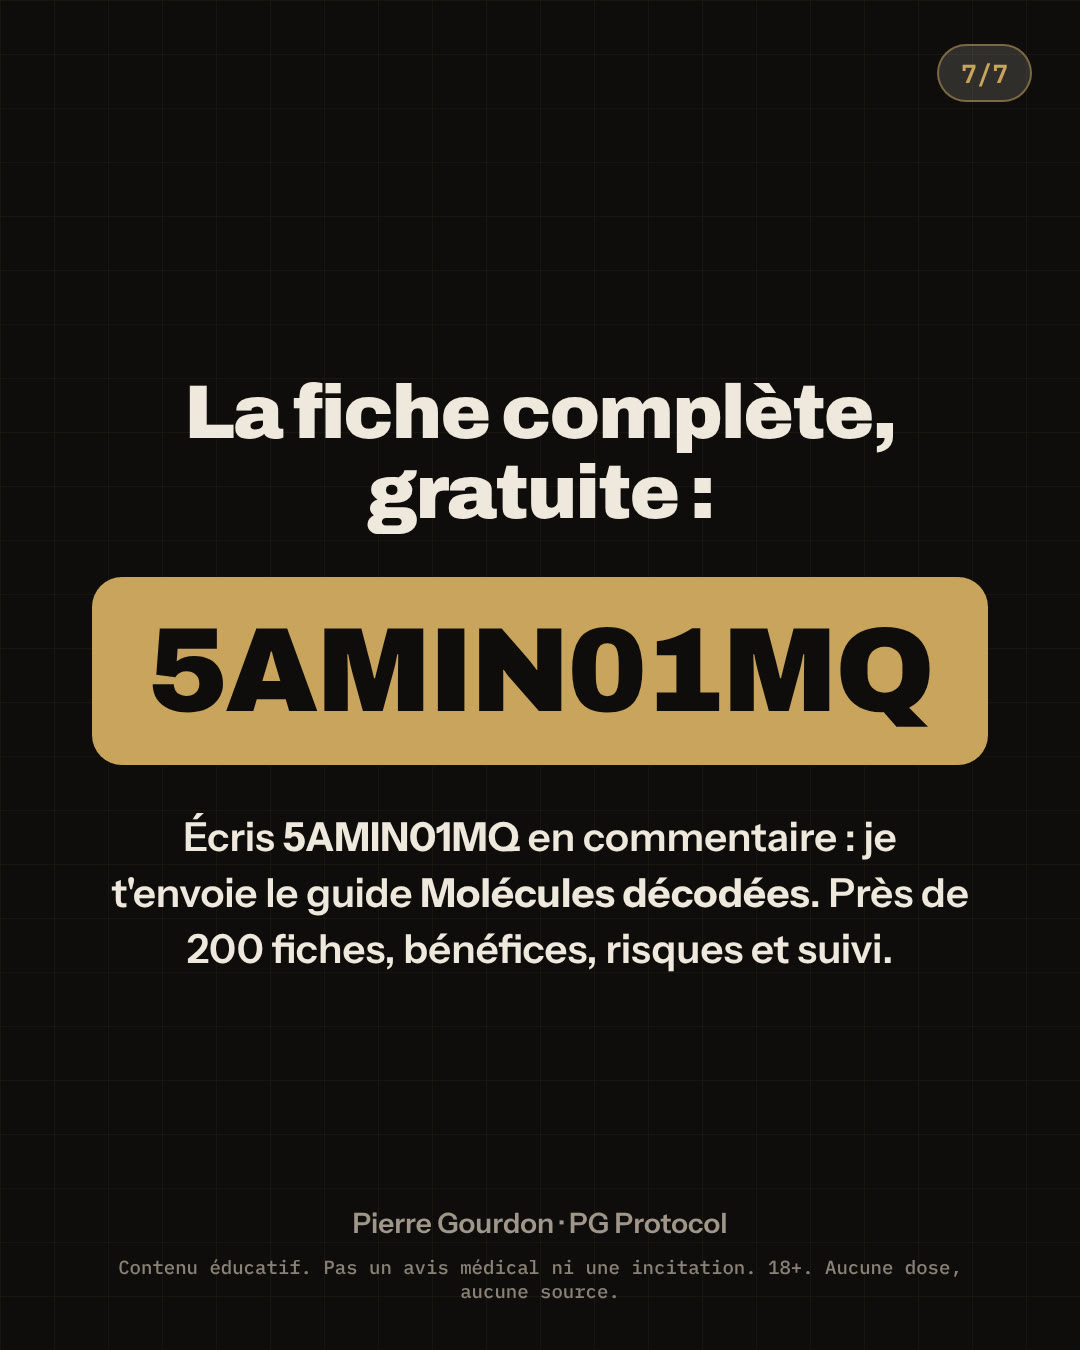 7/7
La fiche complète,
gratuite :
5AMIN01MQ
Écris 5AMIN01MQ en commentaire : je
t'envoie le guide Molécules décodées. Près de
200 fiches, bénéfices, risques et suivi.
Pierre Gourdon · PG Protocol
Contenu éducatif. Pas un avis médical ni une incitation. 18+. Aucune dose,
aucune source.